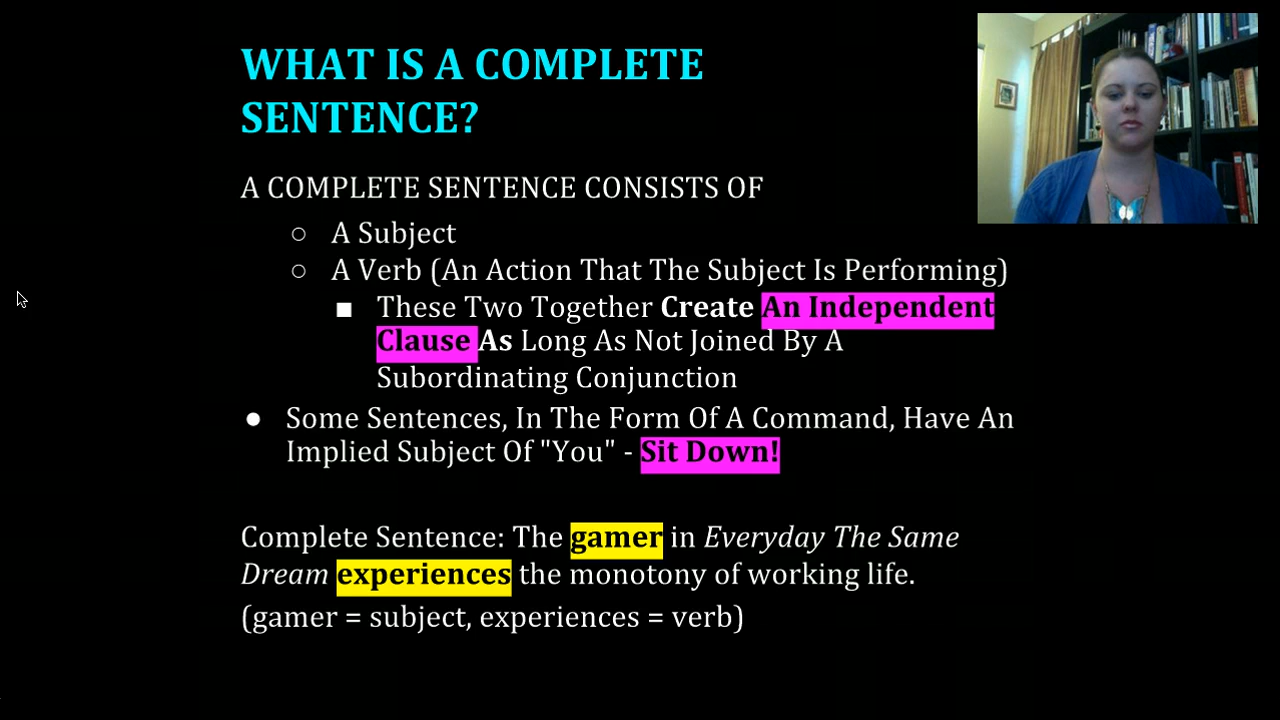 WHAT IS A COMPLETE
SENTENCE?
A COMPLETE SENTENCE CONSISTS OF
○ A Subject
○ A Verb (An Action That The Subject Is Performing)
■ These Two Together Create An Independent
Clause As Long As Not Joined By A
Subordinating Conjunction
● Some Sentences, In The Form Of A Command, Have An
Implied Subject Of "You" - Sit Down!
Complete Sentence: The gamer in Everyday The Same
Dream experiences the monotony of working life.
(gamer = subject, experiences = verb)